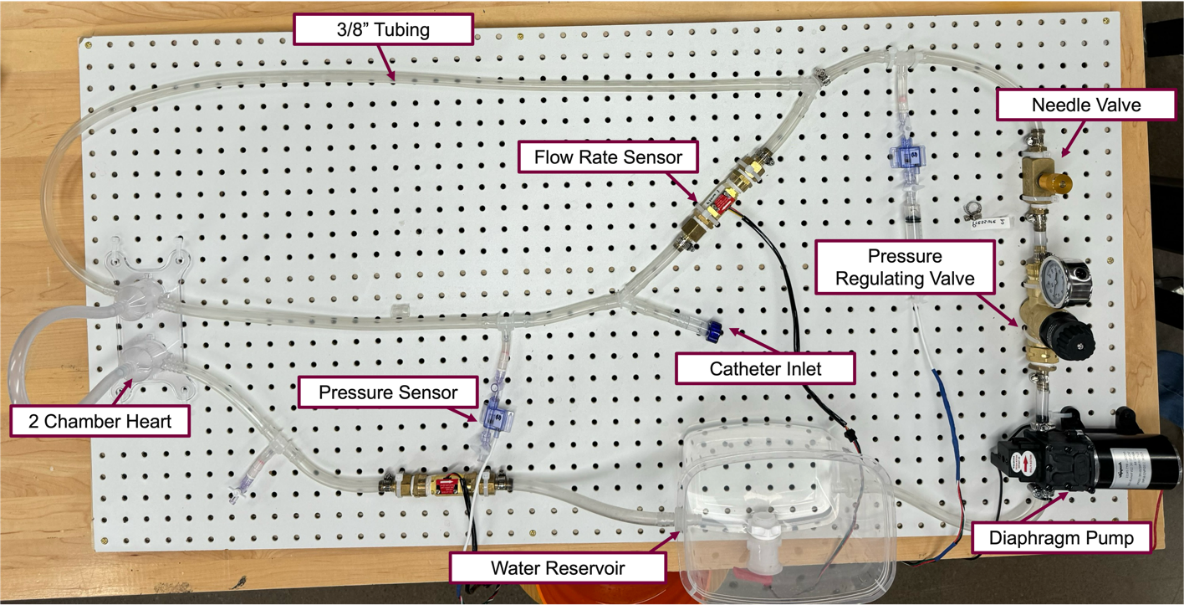 3/8” Tubing
Needle Valve
Flow Rate Sensor
Pressure
Regulating Valve
Catheter Inlet
Pressure Sensor
2 Chamber Heart
Diaphragm Pump
Water Reservoir